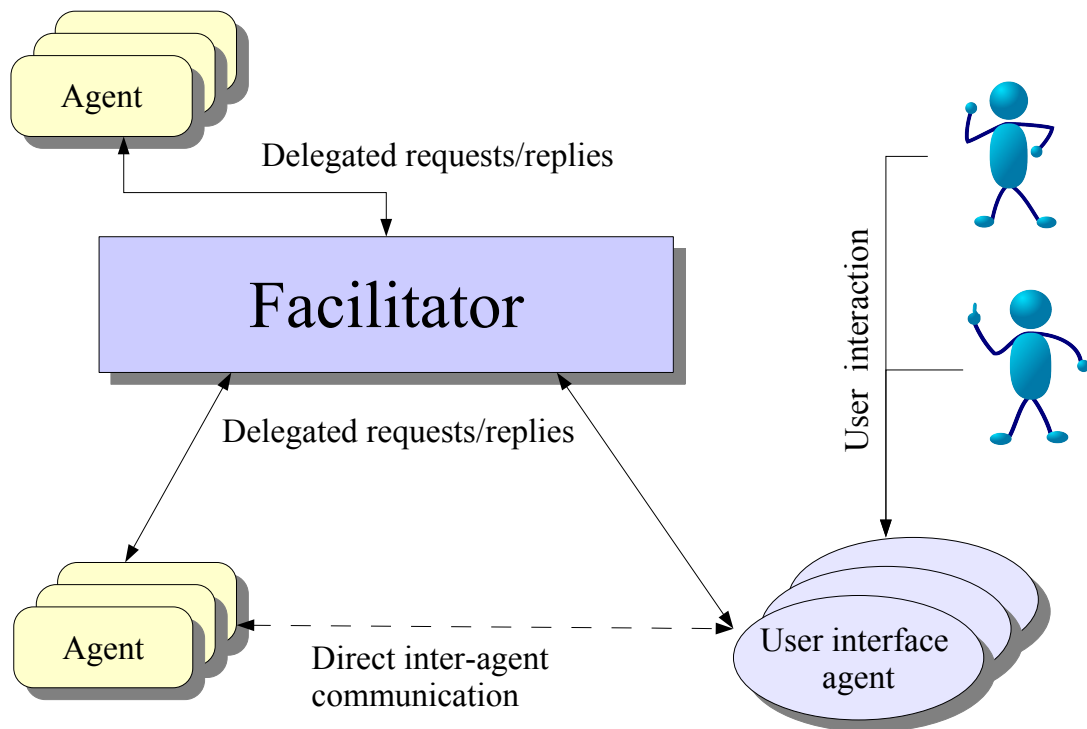 Agent
Delegated requests/replies
Facilitator
User interaction
Delegated requests/replies
Agent
Direct inter-agent
communication
User interface
agent